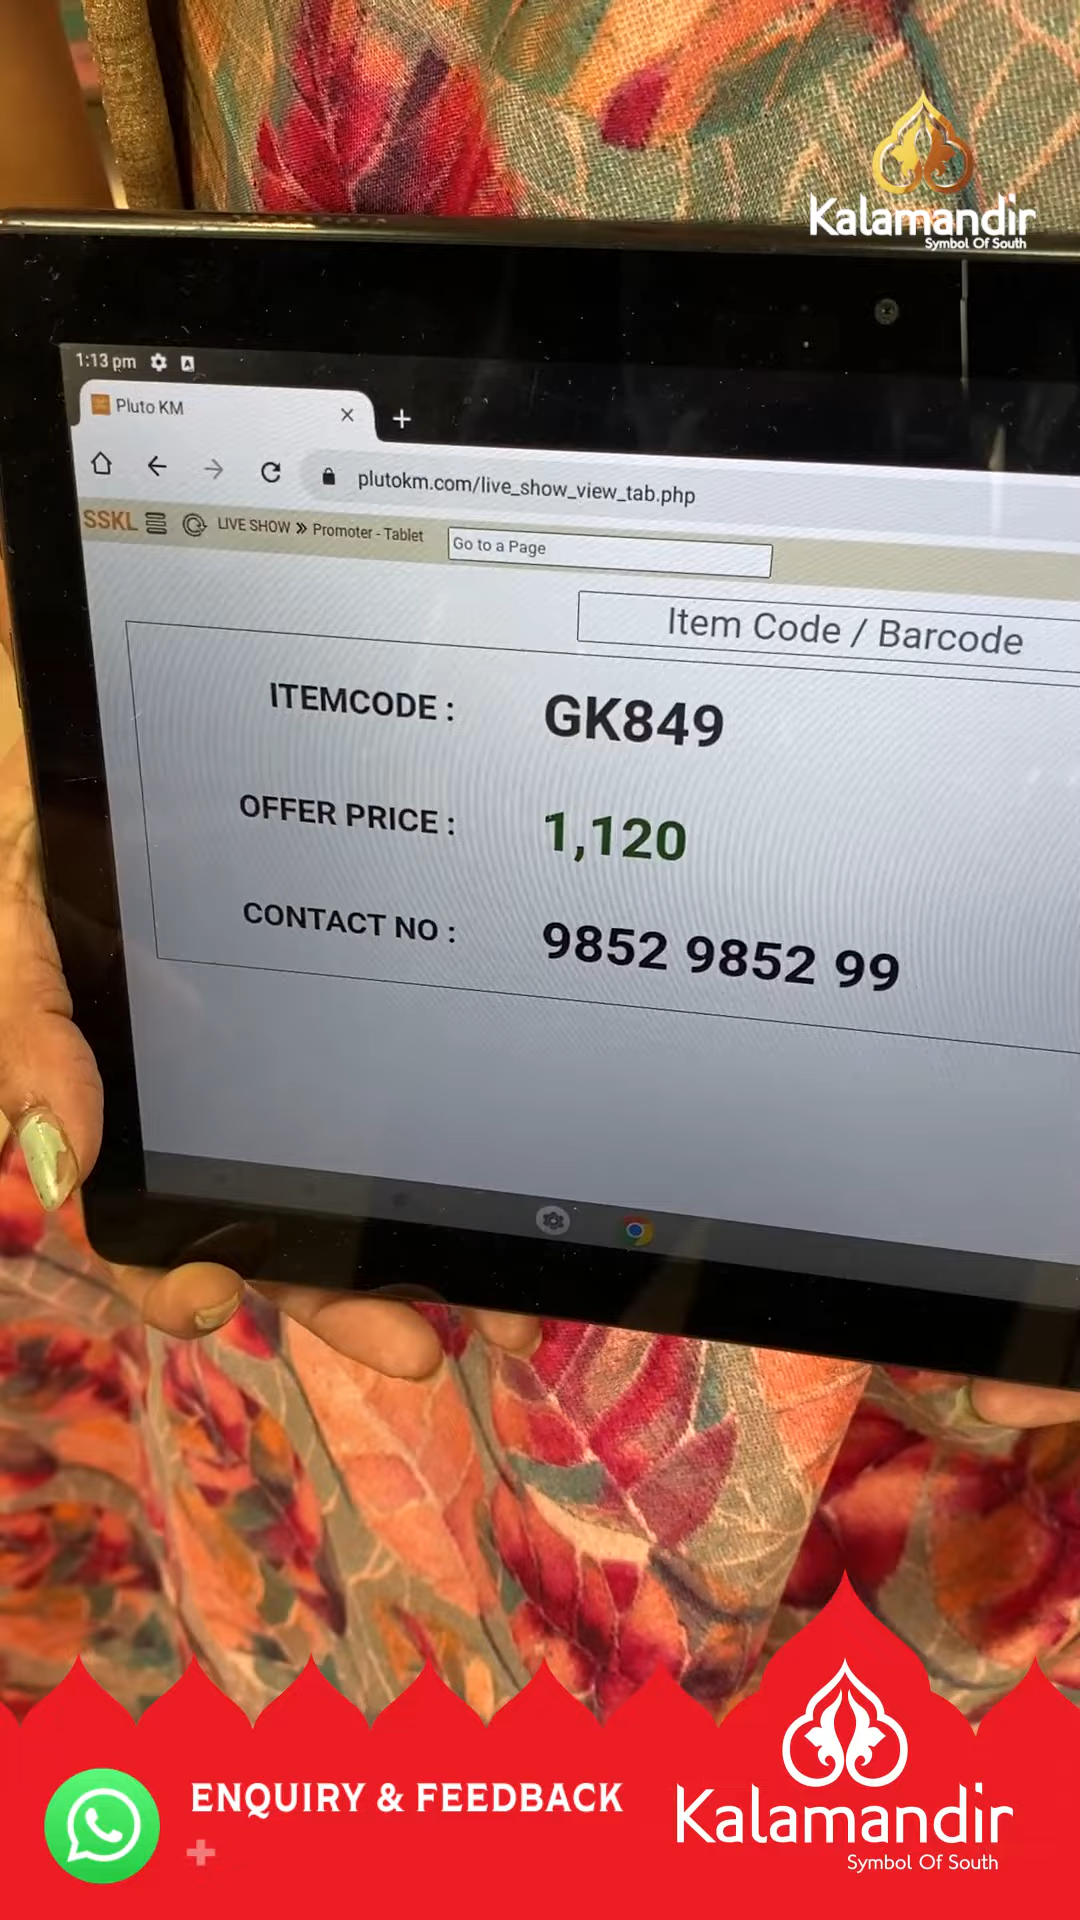 Kalamandir
Symbol Of South
1:13 pm
Pluto KM
plutokm.com/live_show_view_tab.php
SSKL LIVE SHOW » Promoter - Tablet
Go to a Page
Item Code / Barcode
ITEMCODE : GK849
OFFER PRICE : 1,120
CONTACT NO : 9852 9852 99
ENQUIRY & FEEDBACK
+
Kalamandir
Symbol Of South